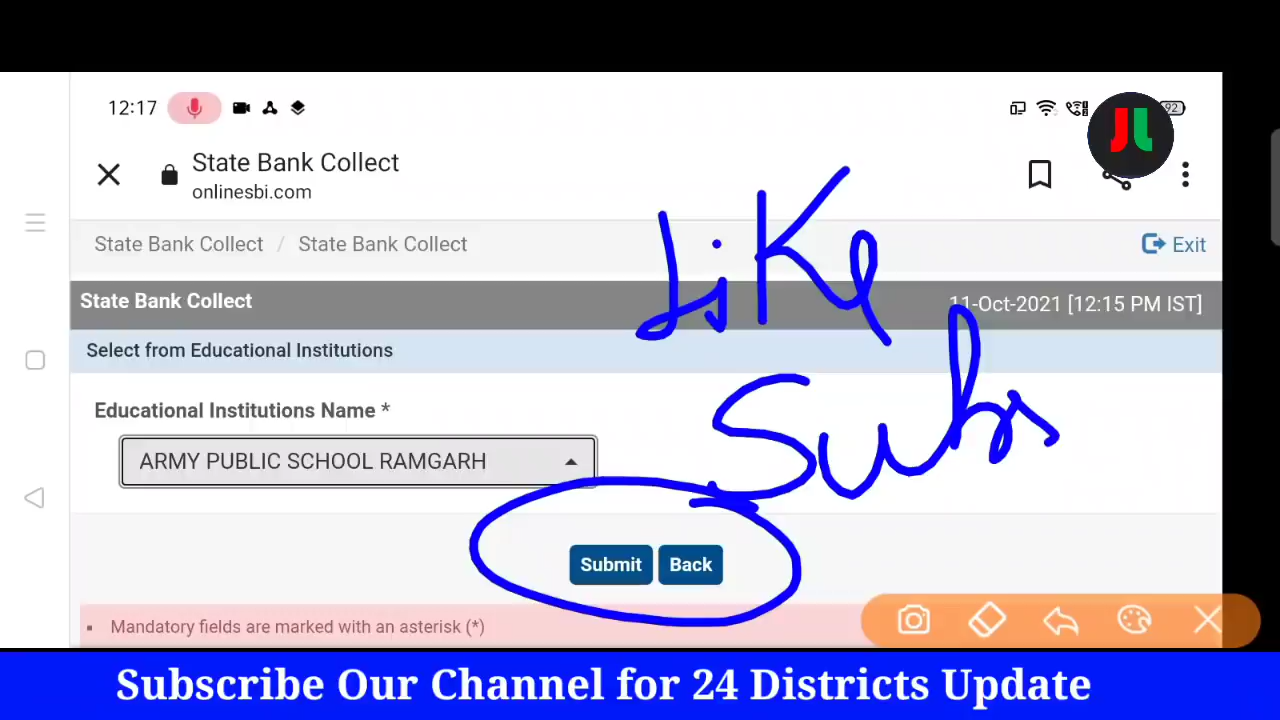 12:17
92
JL
State Bank Collect
onlinesbi.com
State Bank Collect / State Bank Collect
Exit
State Bank Collect
11-Oct-2021 [12:15 PM IST]
Select from Educational Institutions
Educational Institutions Name *
ARMY PUBLIC SCHOOL RAMGARH
Like
Subs
Submit Back
Mandatory fields are marked with an asterisk (*)
Subscribe Our Channel for 24 Districts Update